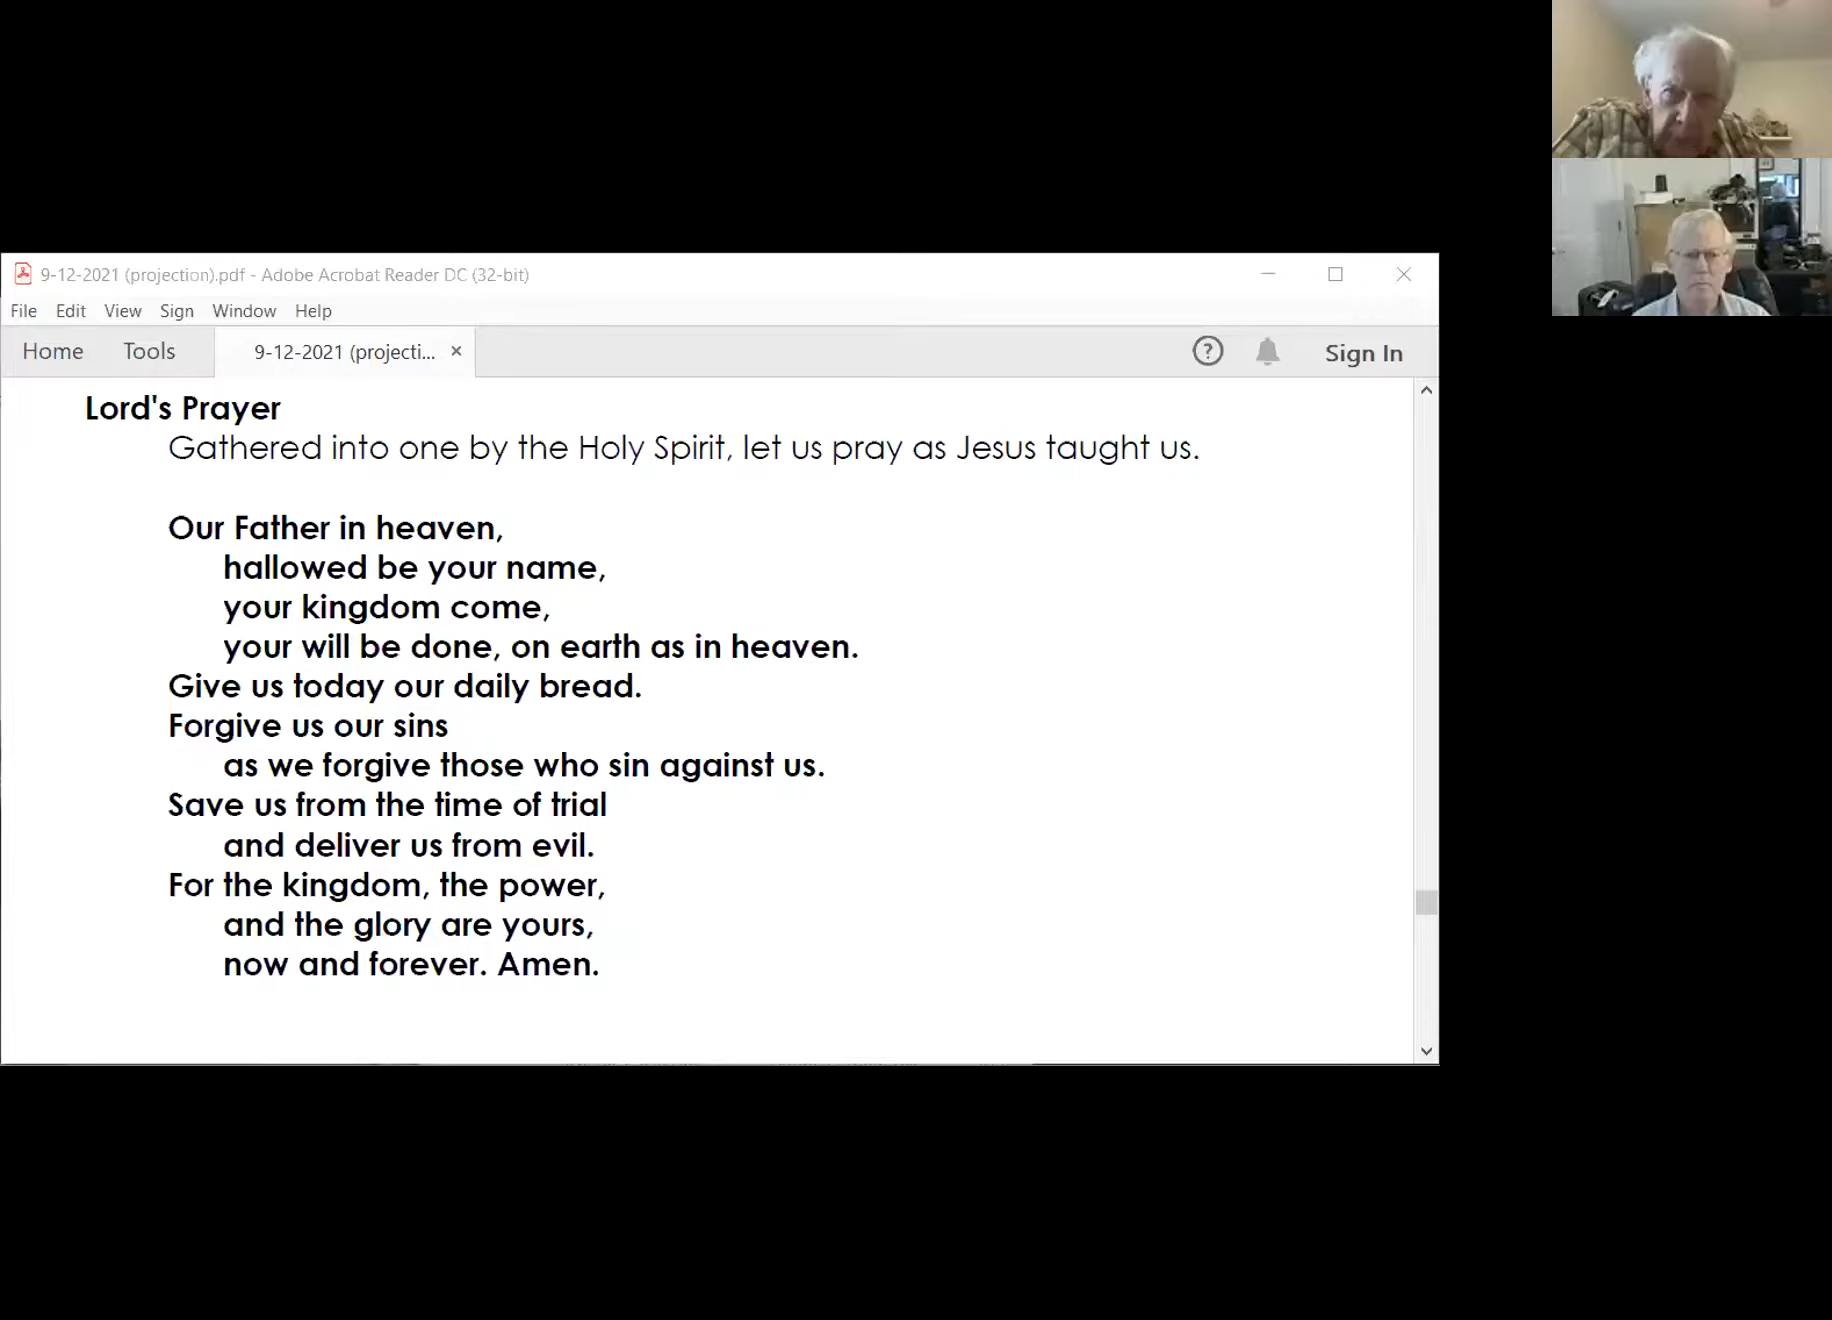 9-12-2021 (projection).pdf - Adobe Acrobat Reader DC (32-bit)
File Edit View Sign Window Help
Home Tools 9-12-2021 (projecti... × ? Sign In
Lord's Prayer
Gathered into one by the Holy Spirit, let us pray as Jesus taught us.
Our Father in heaven,
hallowed be your name,
your kingdom come,
your will be done, on earth as in heaven.
Give us today our daily bread.
Forgive us our sins
as we forgive those who sin against us.
Save us from the time of trial
and deliver us from evil.
For the kingdom, the power,
and the glory are yours,
now and forever. Amen.